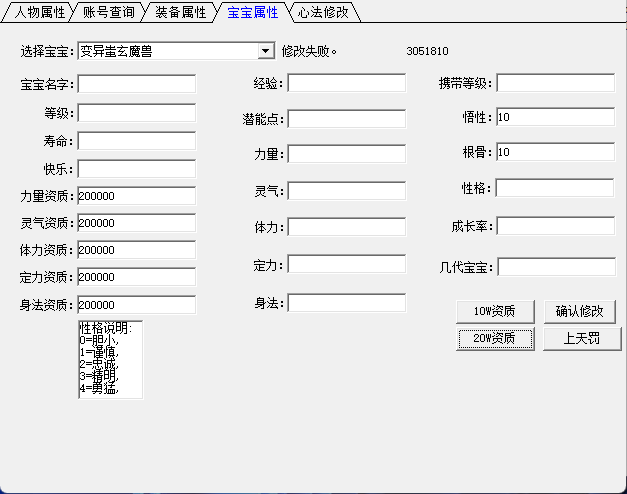 人物属性 账号查询 装备属性 宝宝属性 心法修改
选择宝宝: 变异蚩玄魔兽 修改失败。 3051810
宝宝名字: 经验: 携带等级:
等级: 潜能点: 悟性: 10
寿命: 力量: 根骨: 10
快乐: 灵气: 性格:
力量资质: 200000 体力: 成长率:
灵气资质: 200000
体力资质: 200000 定力: 几代宝宝:
定力资质: 200000
身法资质: 200000 身法: 10W资质 确认修改
20W资质 上天罚
性格说明:
0=胆小,
1=谨慎,
2=忠诚,
3=精明,
4=勇猛,